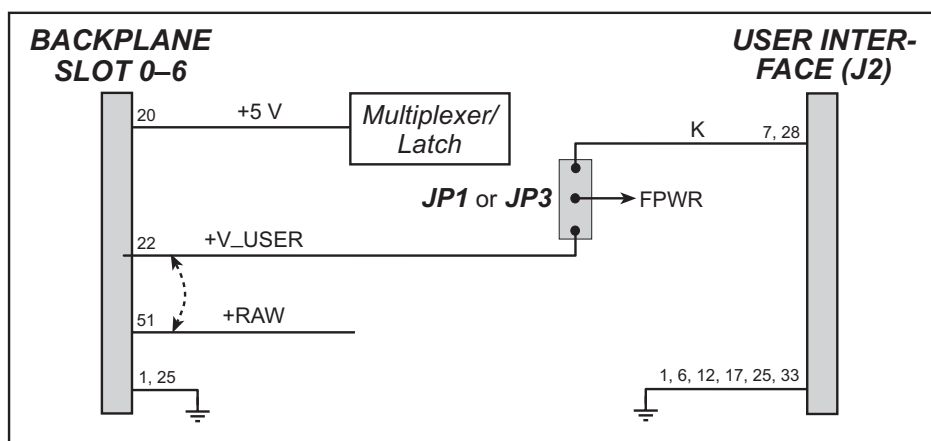 BACKPLANE
SLOT 0–6
USER INTER-
FACE (J2)
20
+5 V
Multiplexer/
Latch
K
7, 28
JP1 or JP3
FPWR
22
+V_USER
51
+RAW
1, 25
1, 6, 12, 17, 25, 33